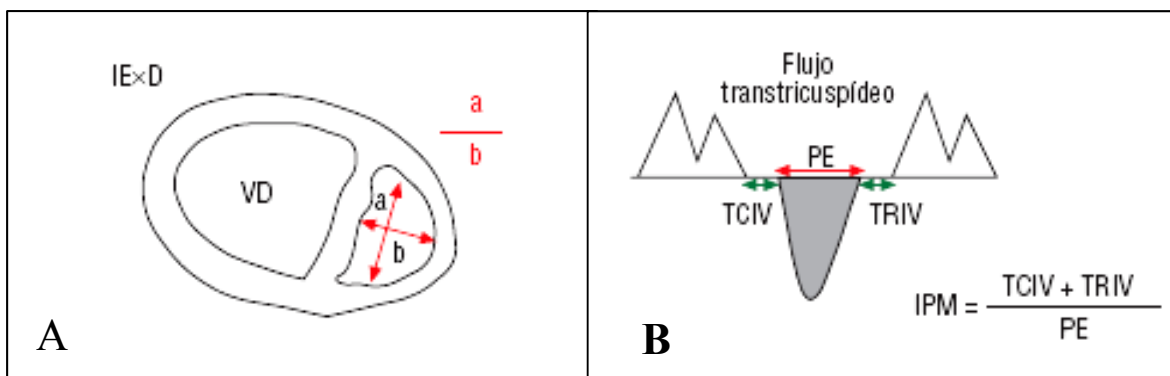 IE×D
a
b
VD
a
b
A
Flujo
transtricuspídeo
PE
TCIV
TRIV
IPM = TCIV + TRIV
PE
B